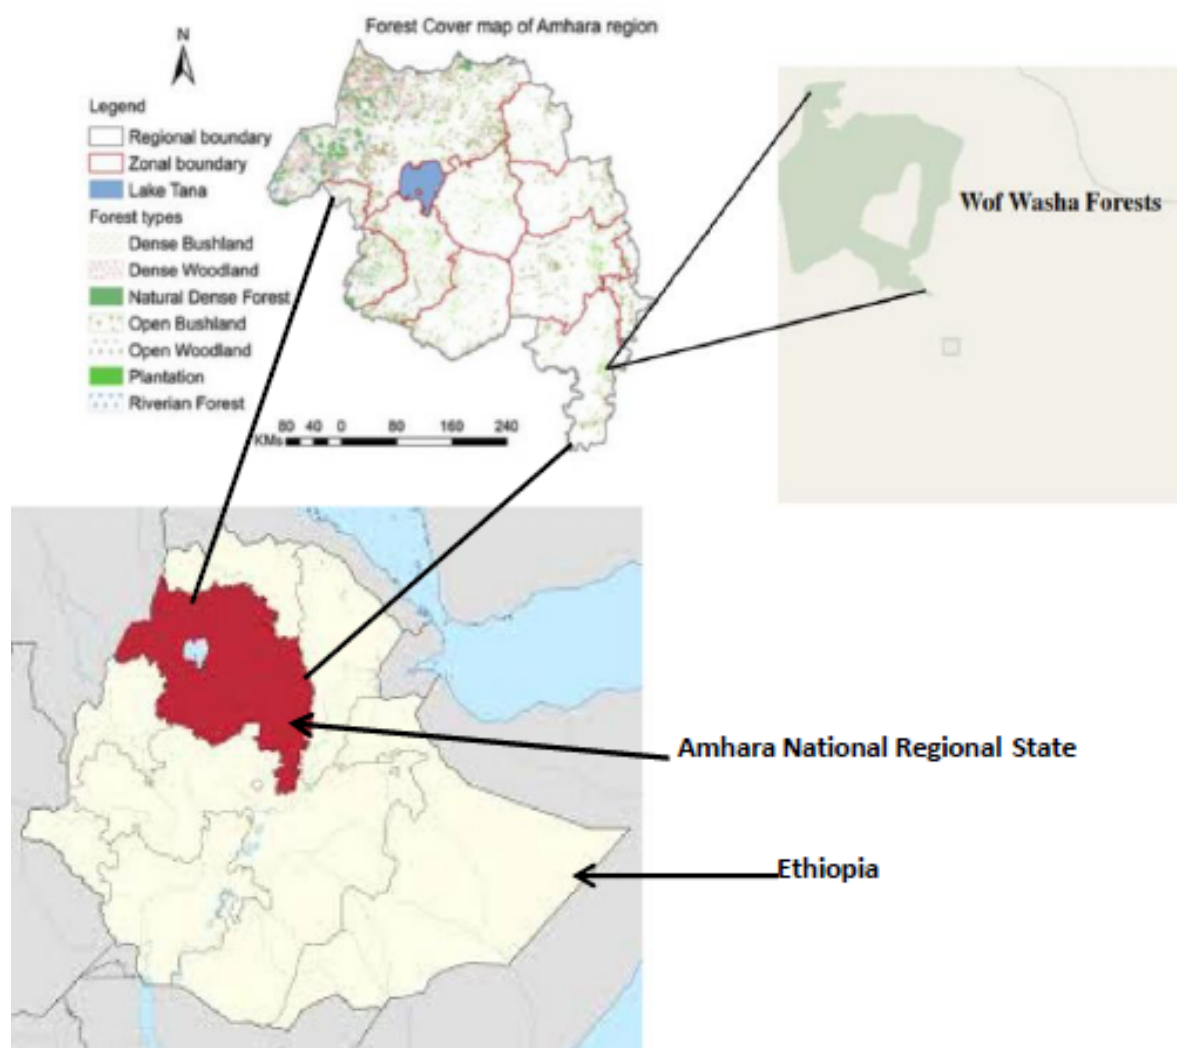 Forest Cover map of Amhara region
N
Legend
Regional boundary
Zonal boundary
Lake Tana
Forest types
Dense Bushland
Dense Woodland
Natural Dense Forest
Open Bushland
Open Woodland
Plantation
Riverian Forest
80 40 0 80 160 240
KMs
Wof Washa Forests
Amhara National Regional State
Ethiopia